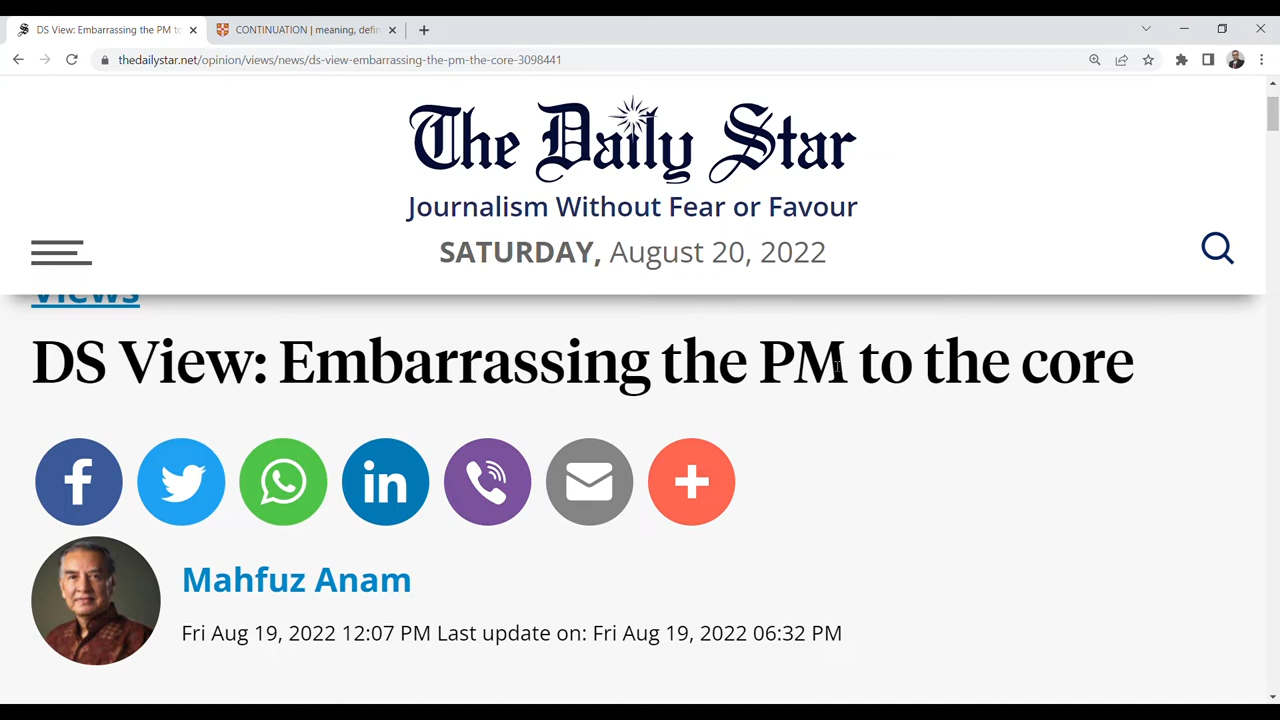 DS View: Embarrassing the PM to
CONTINUATION | meaning, defin
thedailystar.net/opinion/views/news/ds-view-embarrassing-the-pm-the-core-3098441
The Daily Star
Journalism Without Fear or Favour
SATURDAY, August 20, 2022
Views
DS View: Embarrassing the PM to the core
f
in
Mahfuz Anam
Fri Aug 19, 2022 12:07 PM Last update on: Fri Aug 19, 2022 06:32 PM